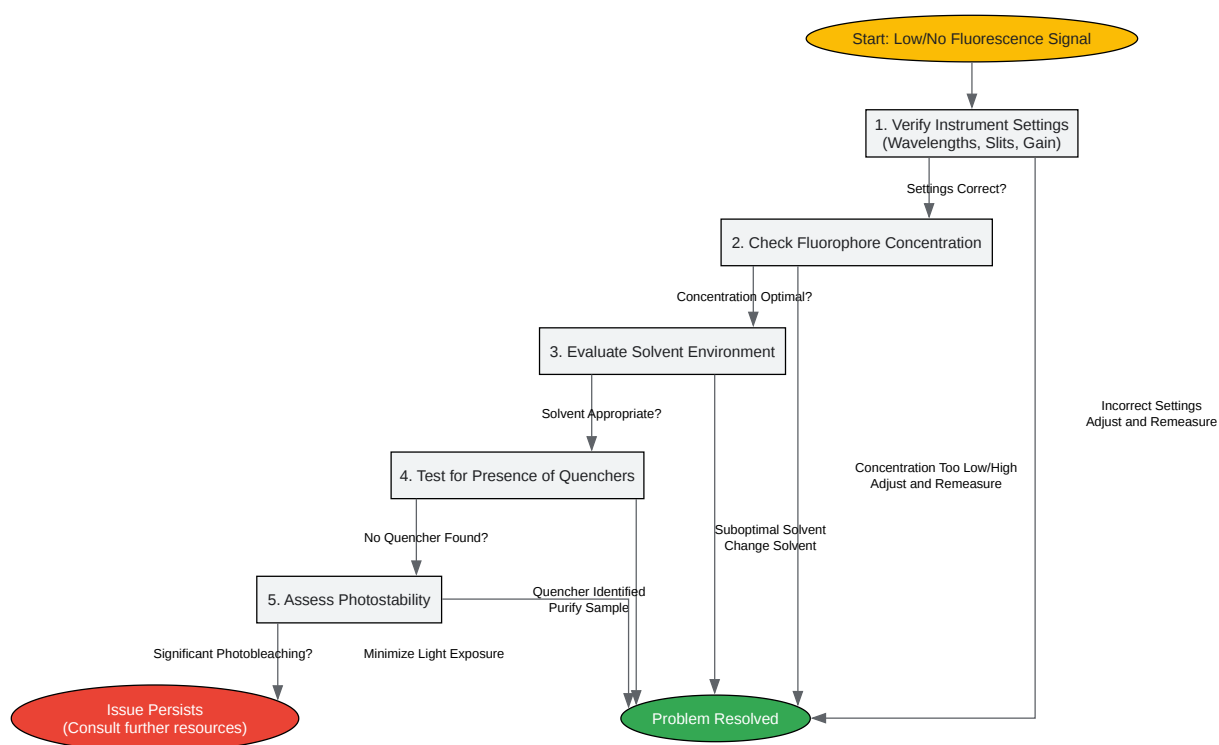 Start: Low/No Fluorescence Signal
1. Verify Instrument Settings
(Wavelengths, Slits, Gain)
Settings Correct?
2. Check Fluorophore Concentration
Concentration Optimal?
3. Evaluate Solvent Environment
Incorrect Settings
Adjust and Remeasure
Solvent Appropriate?
4. Test for Presence of Quenchers
Concentration Too Low/High
Adjust and Remeasure
Suboptimal Solvent
Change Solvent
No Quencher Found?
5. Assess Photostability
Quencher Identified
Purify Sample
Significant Photobleaching?
Minimize Light Exposure
Issue Persists
(Consult further resources)
Problem Resolved